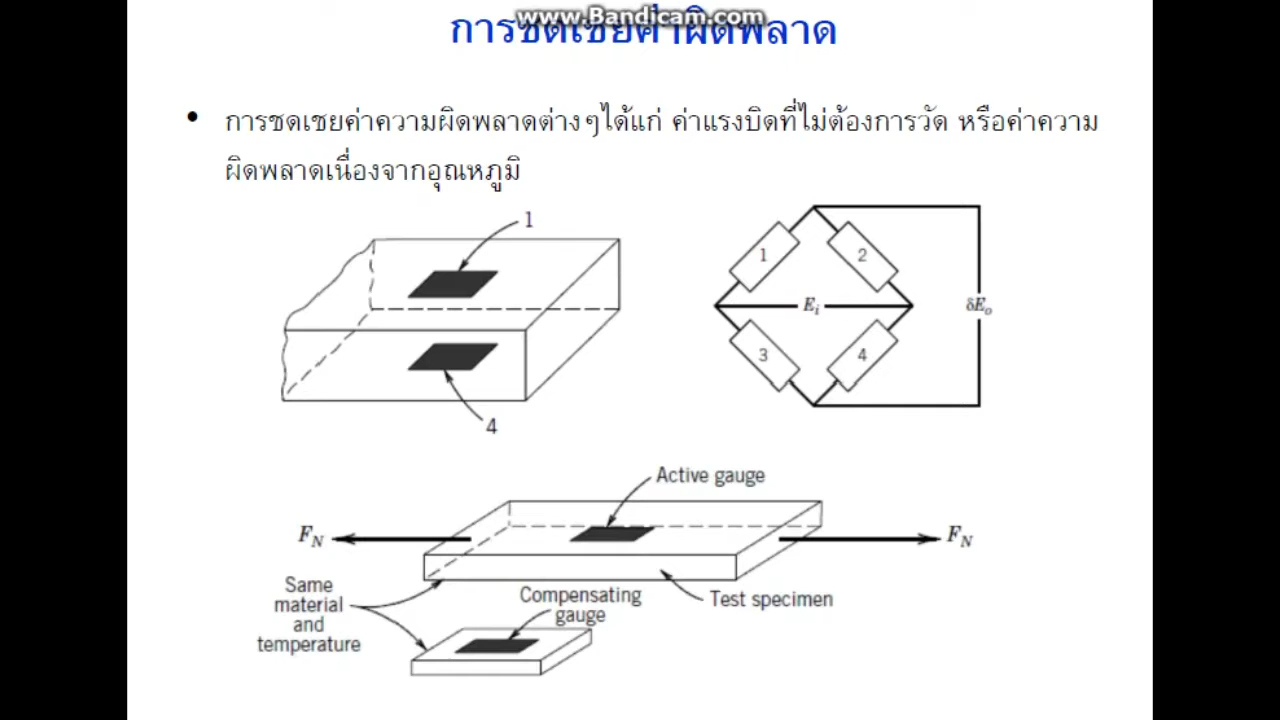 www.Bandicam.com
การชดเชยค่าผิดพลาด
• การชดเชยค่าความผิดพลาดต่างๆได้แก่ ค่าแรงบิดที่ไม่ต้องการวัด หรือค่าความ
ผิดพลาดเนื่องจากอุณหภูมิ
1
4
1
2
E_i
δE_o
3
4
Active gauge
F_N
F_N
Same
material
and
temperature
Compensating
gauge
Test specimen